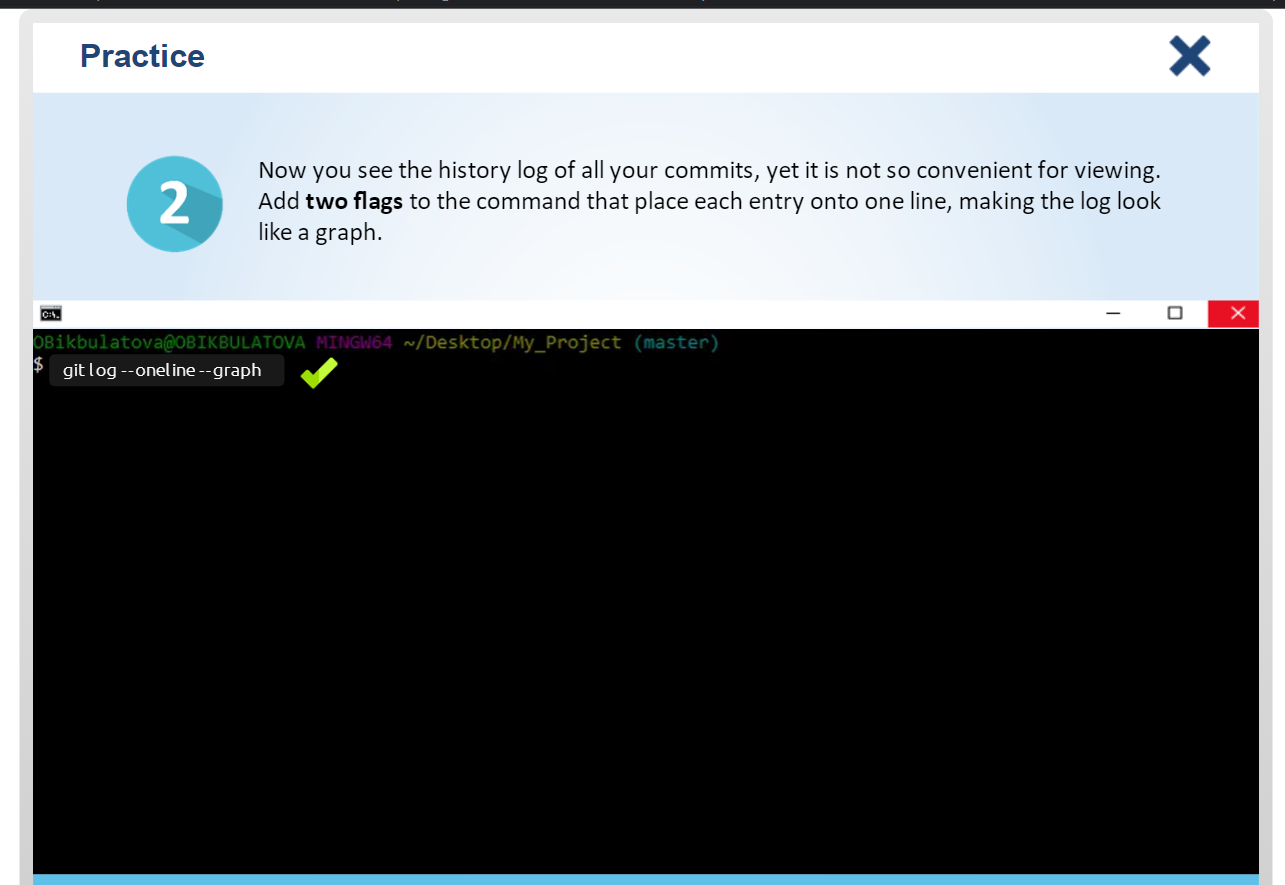 Practice
2
Now you see the history log of all your commits, yet it is not so convenient for viewing.
Add two flags to the command that place each entry onto one line, making the log look
like a graph.
C:\_
OBikbulatova@OBIKBULATOVA MINGW64 ~/Desktop/My_Project (master)
$ git log --oneline --graph